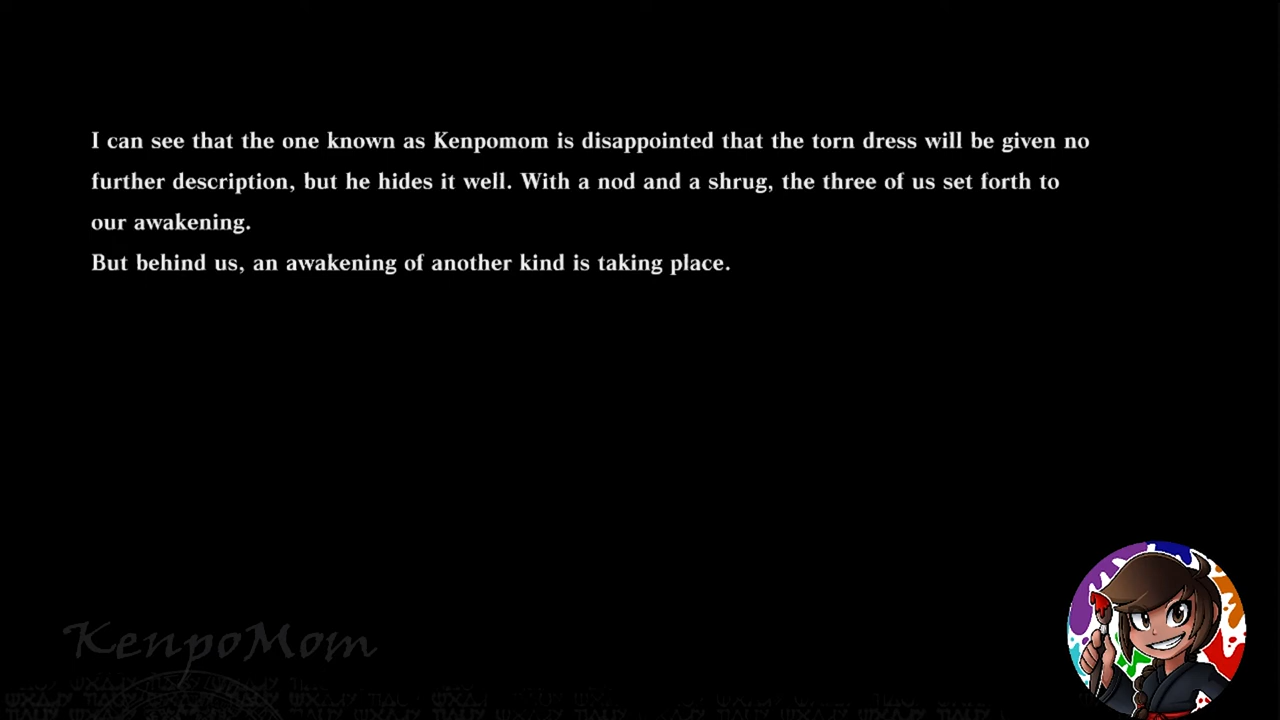 I can see that the one known as Kenpomom is disappointed that the torn dress will be given no
further description, but he hides it well. With a nod and a shrug, the three of us set forth to
our awakening.
But behind us, an awakening of another kind is taking place.
KenpoMom